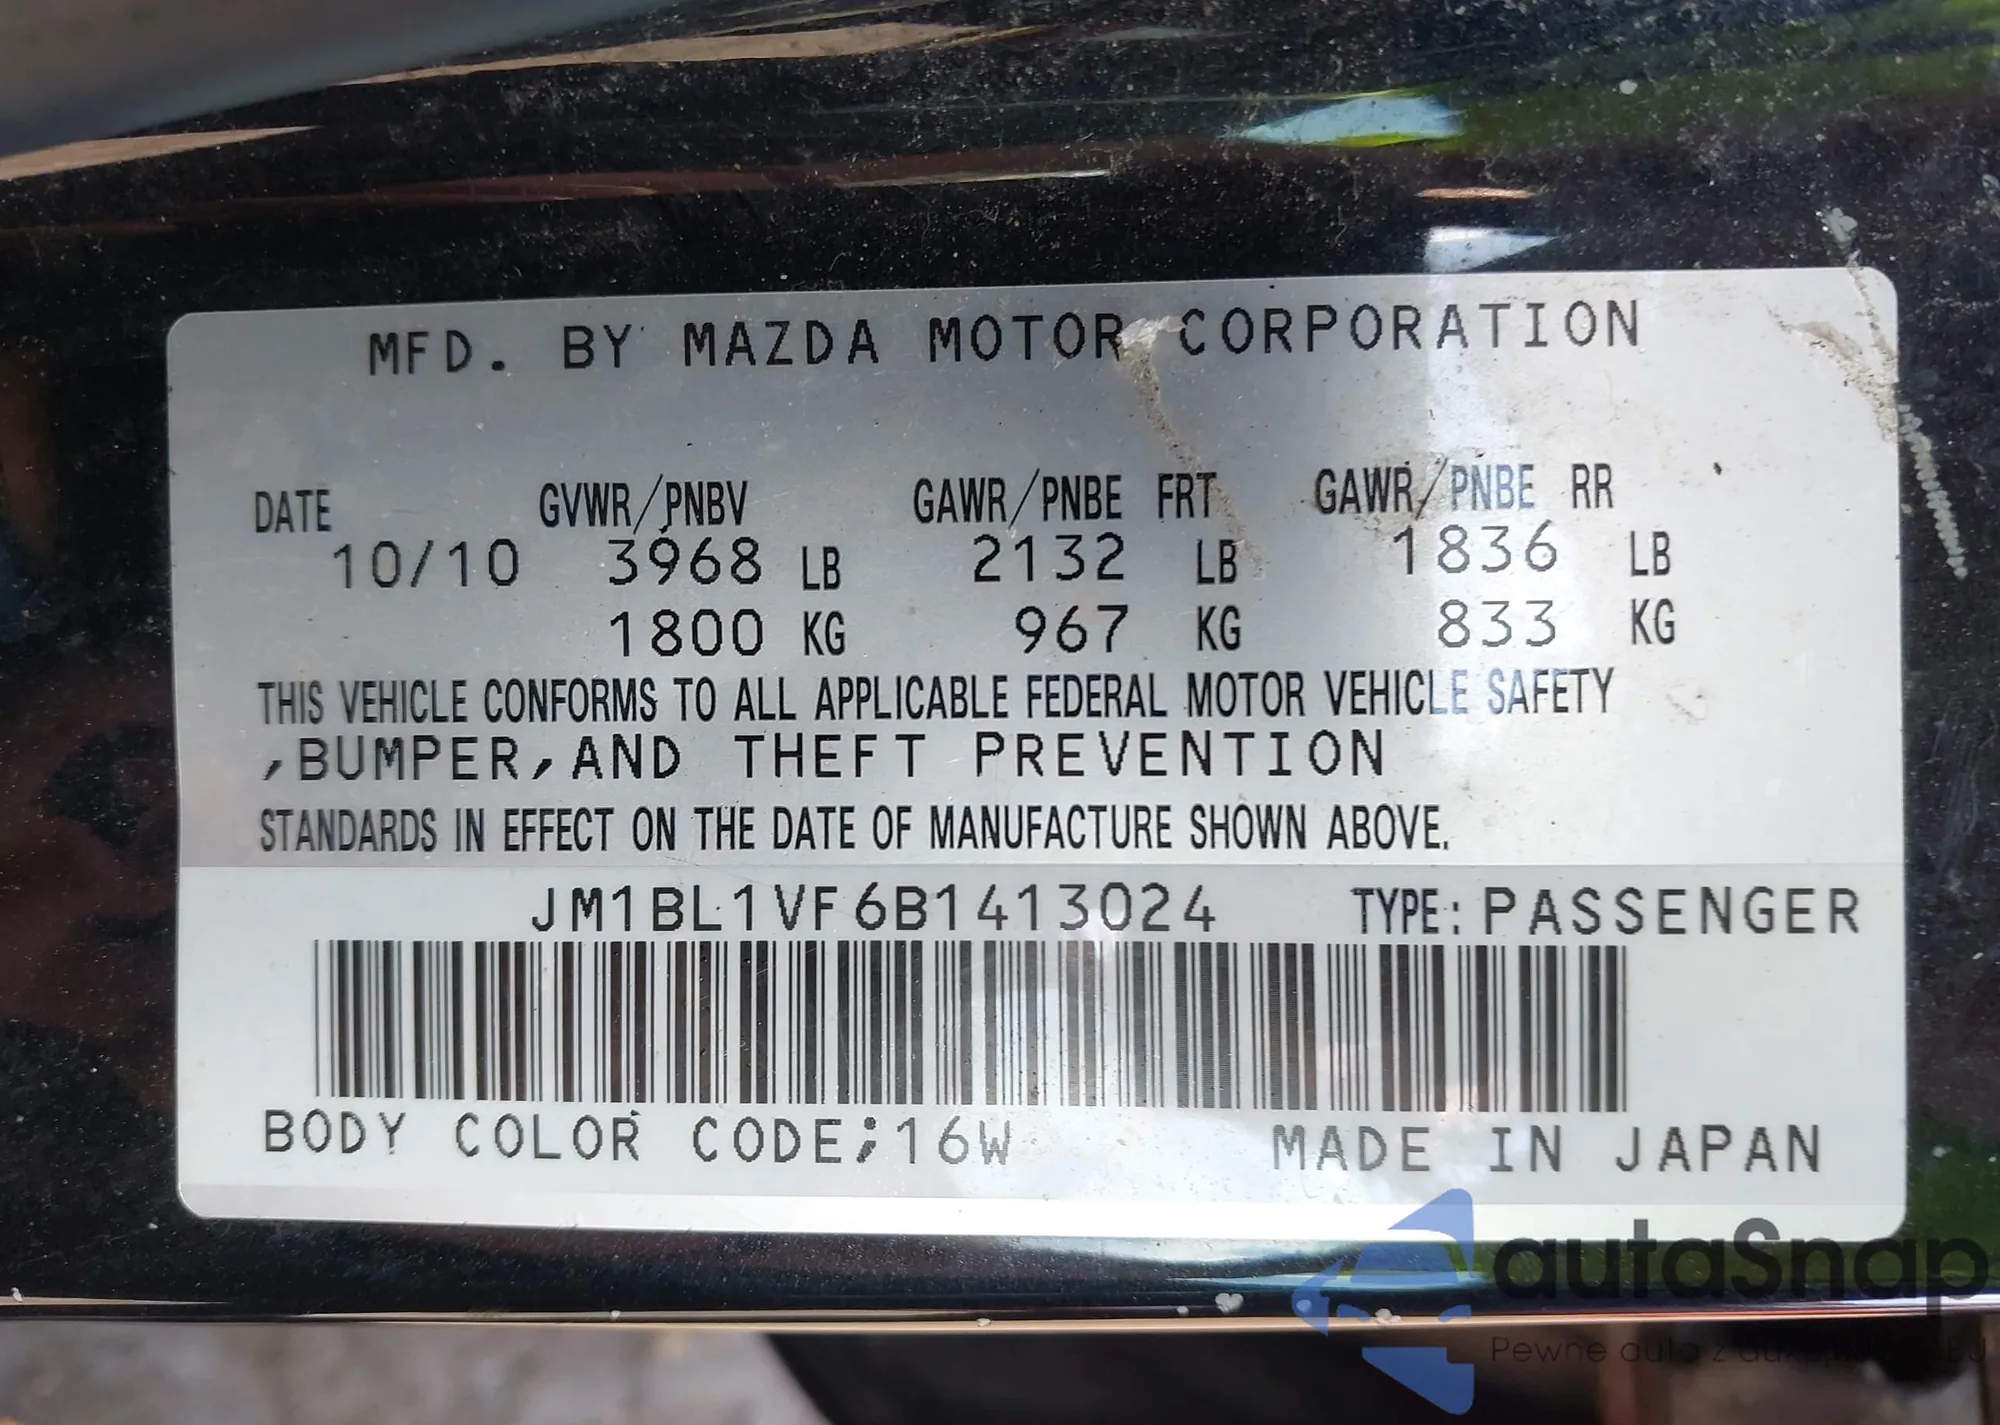 MFD. BY MAZDA MOTOR CORPORATION
DATE GVWR/PNBV GAWR/PNBE FRT GAWR/PNBE RR
10/10 3968 LB 2132 LB 1836 LB
1800 KG 967 KG 833 KG
THIS VEHICLE CONFORMS TO ALL APPLICABLE FEDERAL MOTOR VEHICLE SAFETY
,BUMPER,AND THEFT PREVENTION
STANDARDS IN EFFECT ON THE DATE OF MANUFACTURE SHOWN ABOVE.
JM1BL1VF6B1413024 TYPE: PASSENGER
BODY COLOR CODE;16W MADE IN JAPAN
autaSnap
Pewne auta z EU